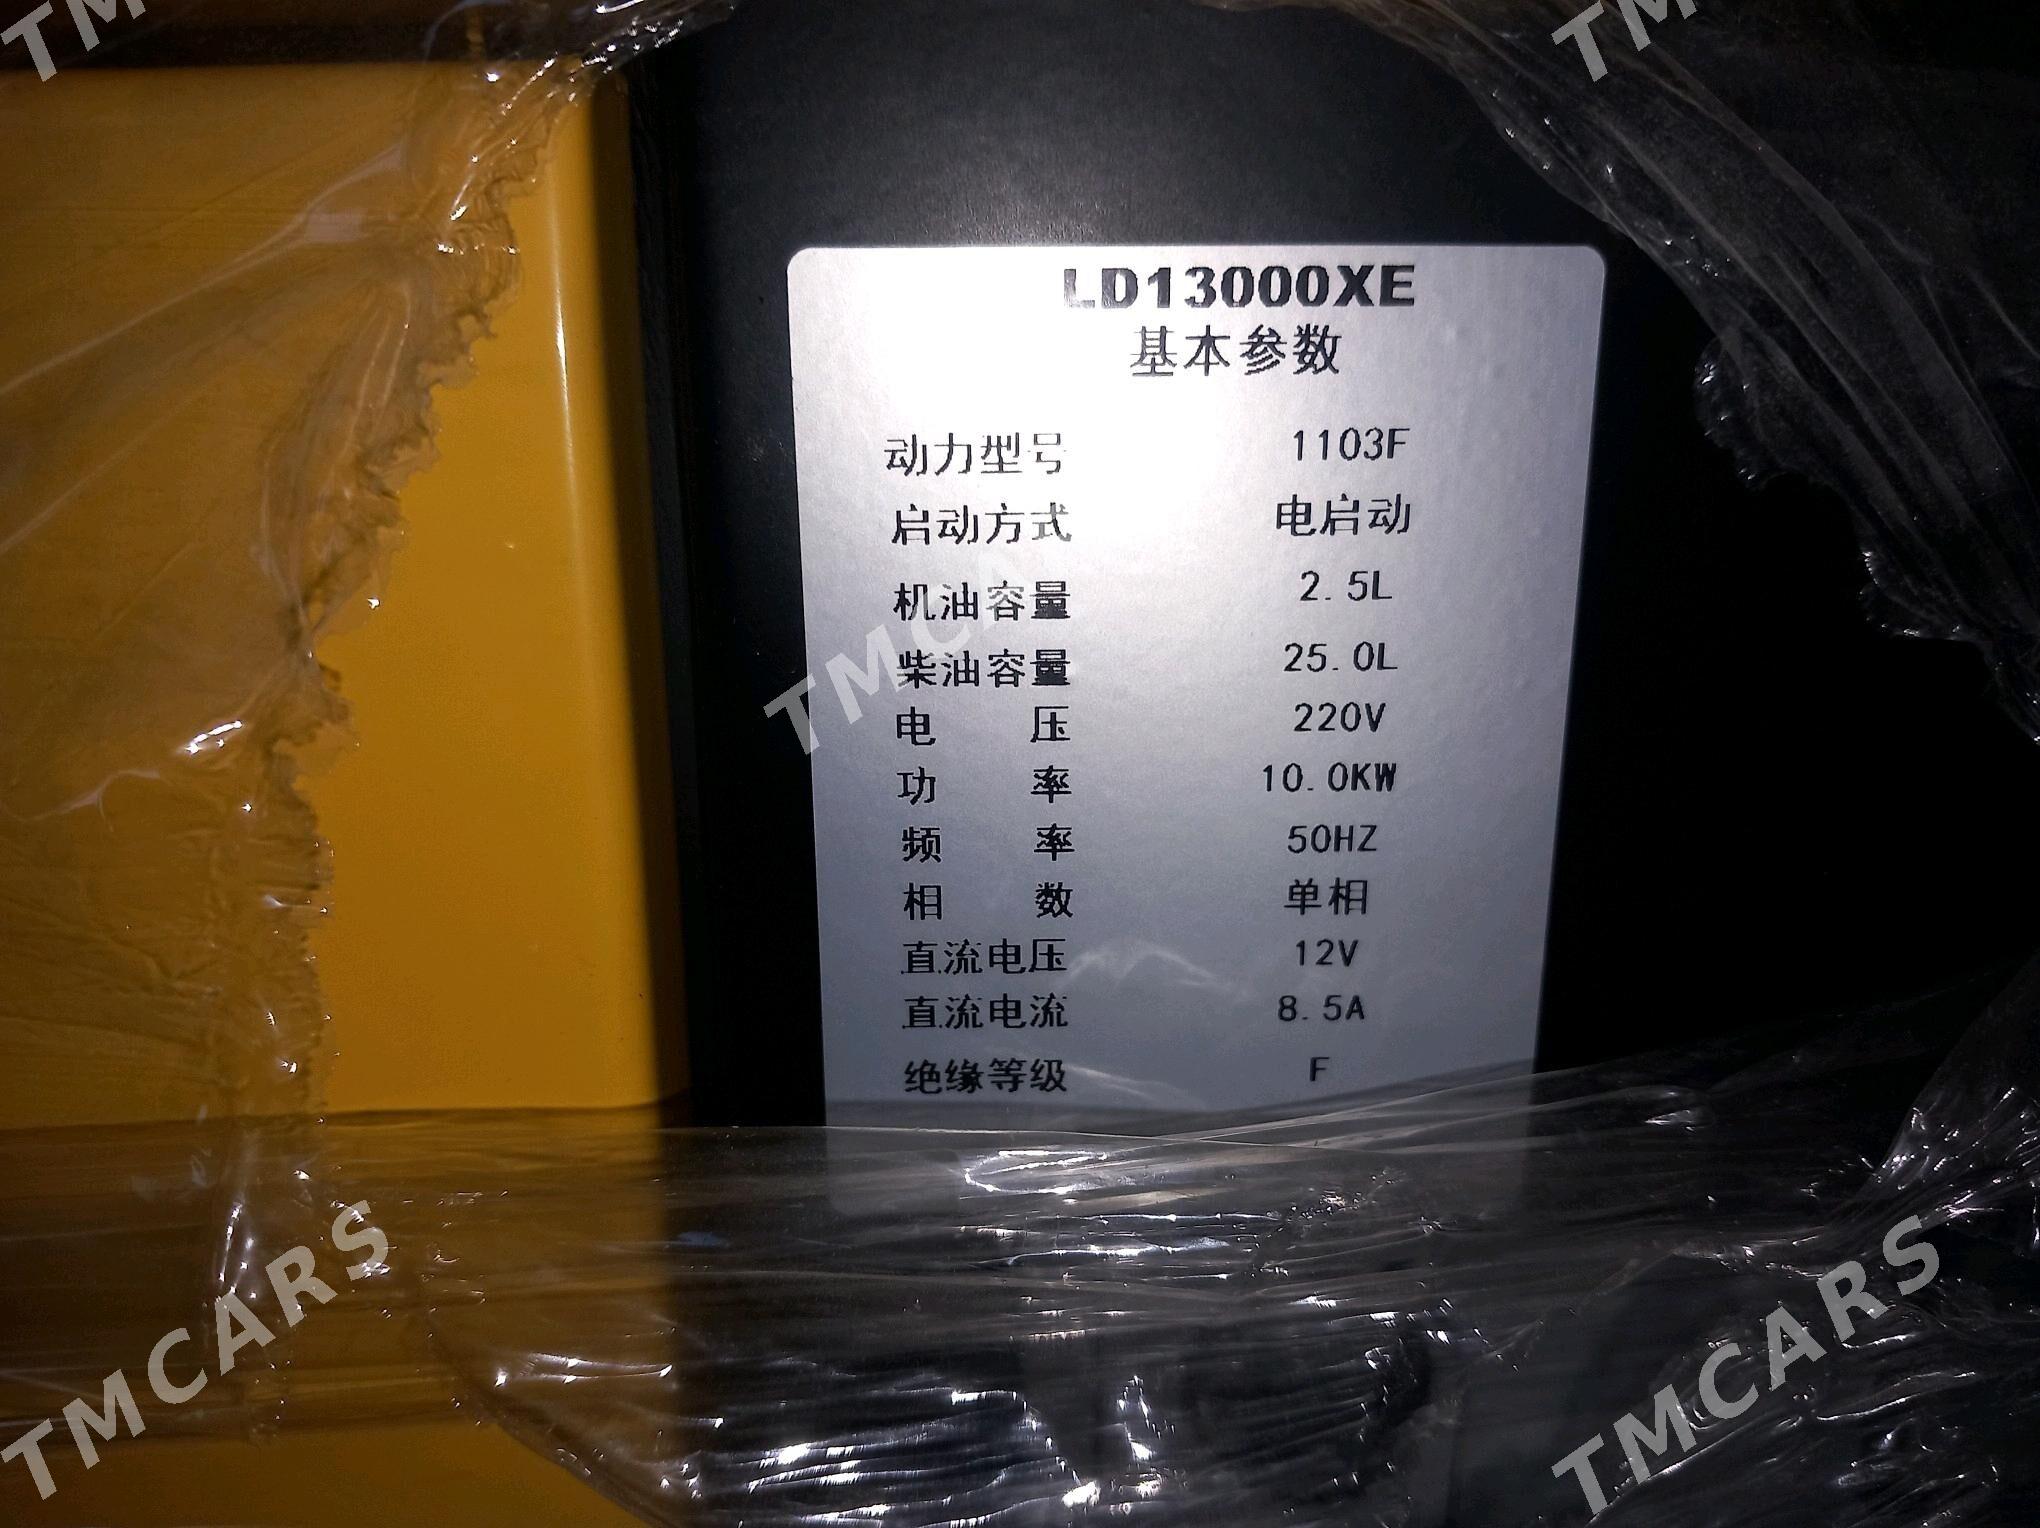 LD13000XE
基本参数
动力型号 1103F
启动方式 电启动
机油容量 2.5L
柴油容量 25.0L
电压 220V
功率 10.0KW
频率 50HZ
相数 单相
直流电压 12V
直流电流 8.5A
绝缘等级 F
TMCARS
TMCARS